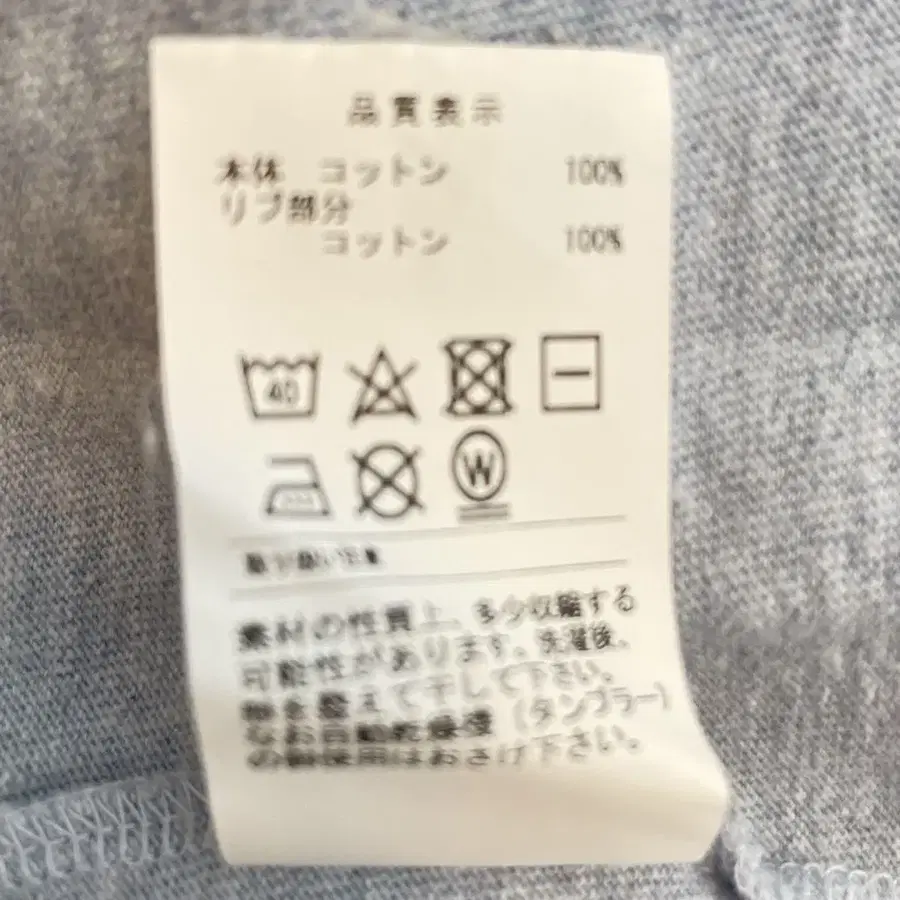 品質表示
本体 コットン 100%
リブ部分
コットン 100%
40
W
素材の性質上、多少収縮する
可能性があります。洗濯後、
形を整えて干して下さい。
なお自動乾燥機（タンブラー）
の御使用はおさけ下さい。